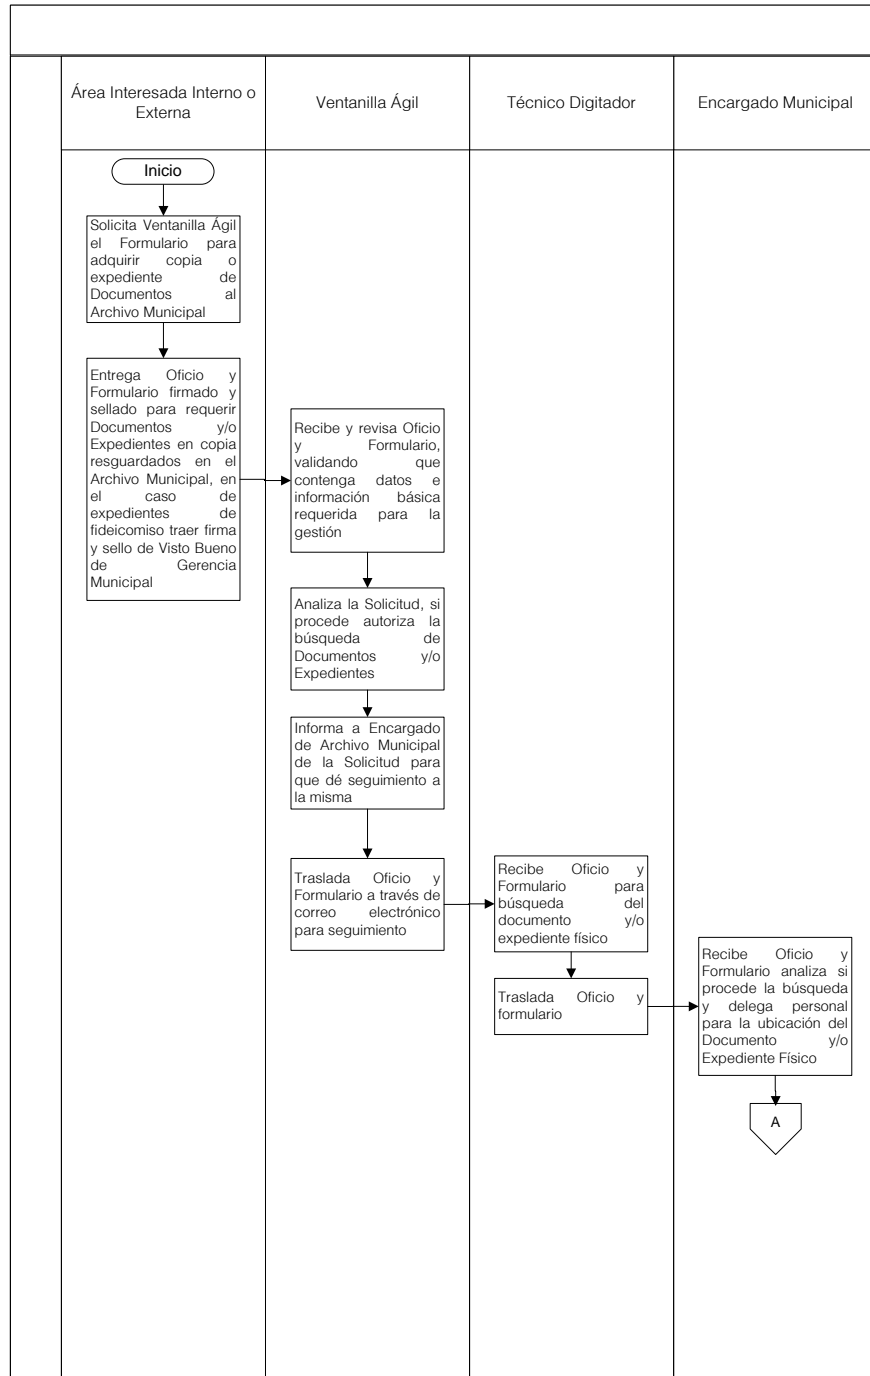 Área Interesada Interno o
Externa
Ventanilla Ágil
Técnico Digitador
Encargado Municipal
Inicio
Solicita Ventanilla Ágil
el Formulario para
adquirir copia o
expediente de
Documentos al
Archivo Municipal
Entrega Oficio y
Formulario firmado y
sellado para requerir
Documentos y/o
Expedientes en copia
resguardados en el
Archivo Municipal, en
el caso de
expedientes de
fideicomiso traer firma
y sello de Visto Bueno
de Gerencia
Municipal
Recibe y revisa Oficio
y Formulario,
validando que
contenga datos e
información básica
requerida para la
gestión
Analiza la Solicitud, si
procede autoriza la
búsqueda de
Documentos y/o
Expedientes
Informa a Encargado
de Archivo Municipal
de la Solicitud para
que dé seguimiento a
la misma
Traslada Oficio y
Formulario a través de
correo electrónico
para seguimiento
Recibe Oficio y
Formulario para
búsqueda del
documento y/o
expediente físico
Traslada Oficio y
formulario
Recibe Oficio y
Formulario analiza si
procede la búsqueda
y delega personal
para la ubicación del
Documento y/o
Expediente Físico
A